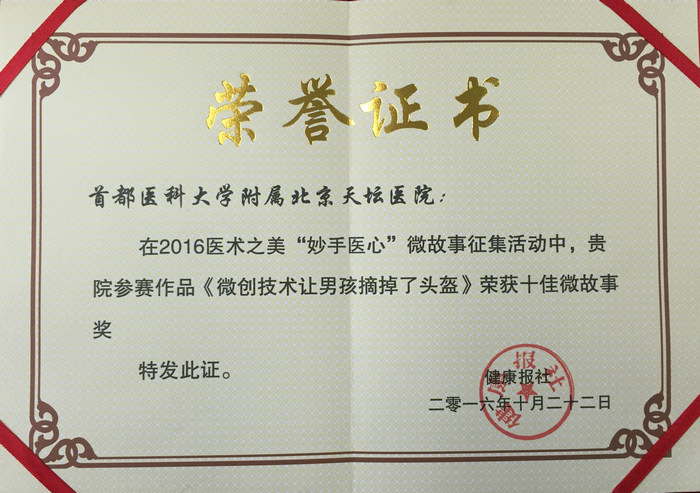 荣誉证书
首都医科大学附属北京天坛医院：
在2016医术之美“妙手医心”微故事征集活动中，贵
院参赛作品《微创技术让男孩摘掉了头盔》荣获十佳微故事
奖
特发此证。
健康报社
健康报社
二零一六年十月二十二日